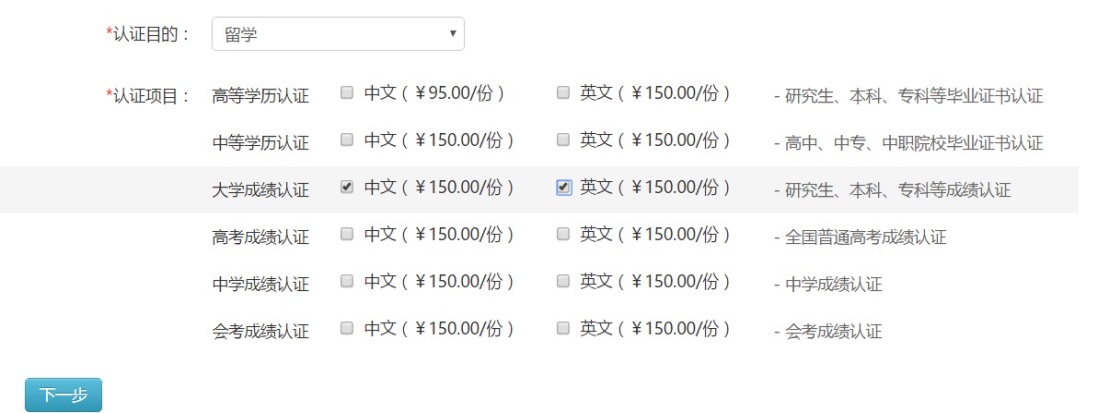 *认证目的： 留学
*认证项目： 高等学历认证 中文（￥95.00/份） 英文（￥150.00/份） - 研究生、本科、专科等毕业证书认证
中等学历认证 中文（￥150.00/份） 英文（￥150.00/份） - 高中、中专、中职院校毕业证书认证
大学成绩认证 中文（￥150.00/份） 英文（￥150.00/份） - 研究生、本科、专科等成绩认证
高考成绩认证 中文（￥150.00/份） 英文（￥150.00/份） - 全国普通高考成绩认证
中学成绩认证 中文（￥150.00/份） 英文（￥150.00/份） - 中学成绩认证
会考成绩认证 中文（￥150.00/份） 英文（￥150.00/份） - 会考成绩认证
下一步